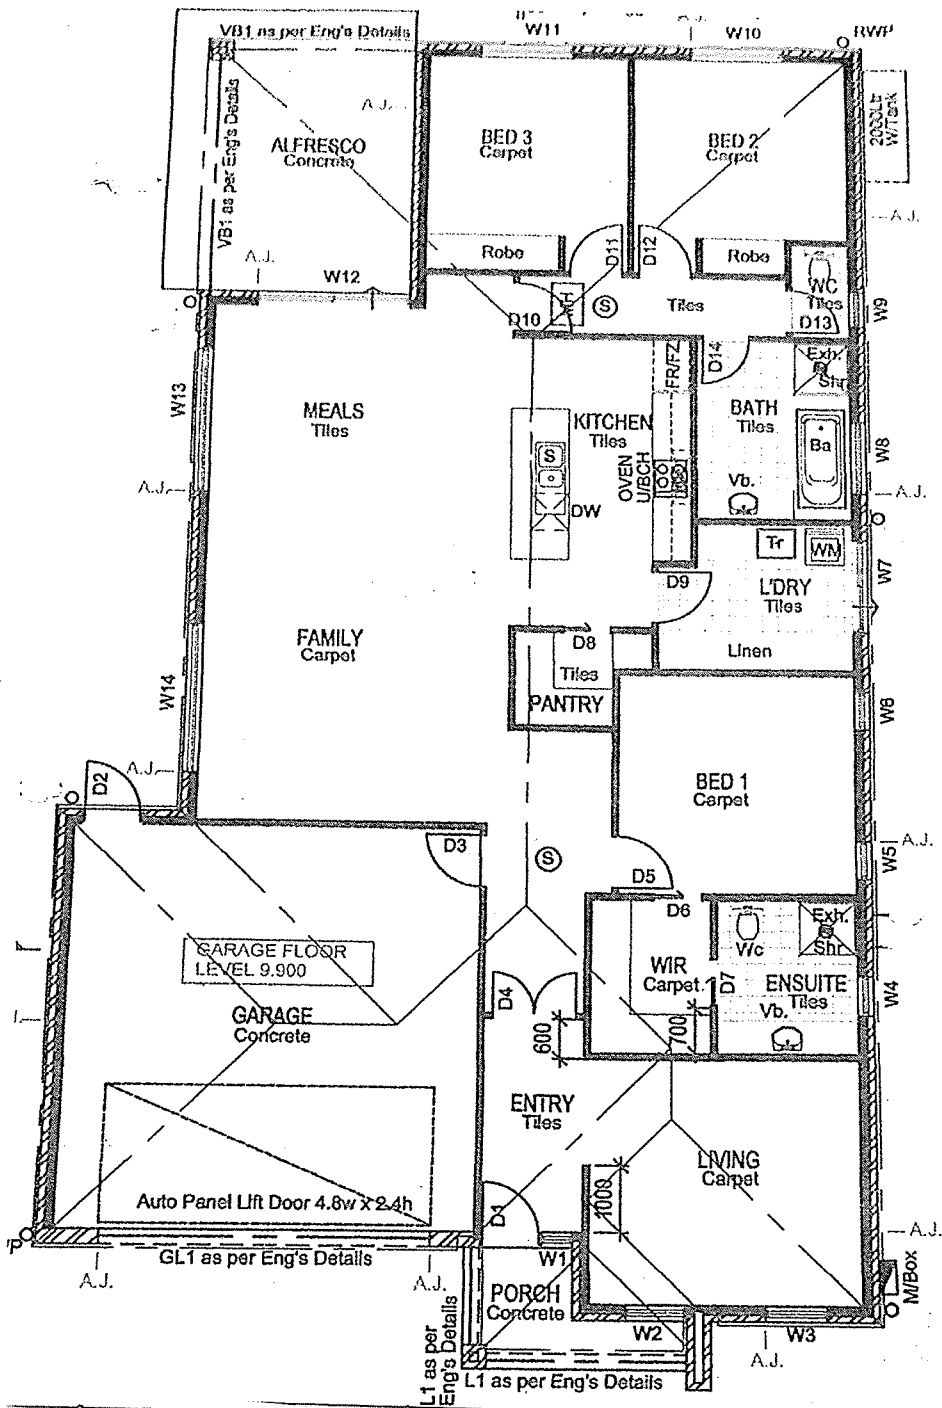 VB1 as per Eng's Details
W11
A.J.
W10
RWP
VB1 as per Eng's Details
A.J.
ALFRESCO
Concrete
BED 3
Carpet
BED 2
Carpet
2000Ltr
W/Tank
A.J.
A.J.
W12
Robe
D11
D12
Robe
WC
Tiles
W9
D10
S
Tiles
D13
W13
MEALS
Tiles
KITCHEN
Tiles
FR/FZ
D14
Exh.
Shr
BATH
Tiles
Ba
W8
OVEN
U/BCH
S
DW
Vb.
A.J.
A.J.
Tr
WM
W7
D9
L'DRY
Tiles
FAMILY
Carpet
D8
Tiles
PANTRY
Linen
W14
W6
A.J.
D2
BED 1
Carpet
D3
S
D5
W5
A.J.
D6
GARAGE FLOOR
LEVEL 9.900
GARAGE
Concrete
D4
600
WIR
Carpet
700
D7
Wc
Exh.
Shr
ENSUITE
Tiles
Vb.
W4
ENTRY
Tiles
LIVING
Carpet
1000
Auto Panel Lift Door 4.8w x 2.4h
D1
GL1 as per Eng's Details
A.J.
A.J.
W1
A.J.
M/Box
PORCH
Concrete
L1 as per
Eng's Details
W2
W3
A.J.
L1 as per Eng's Details